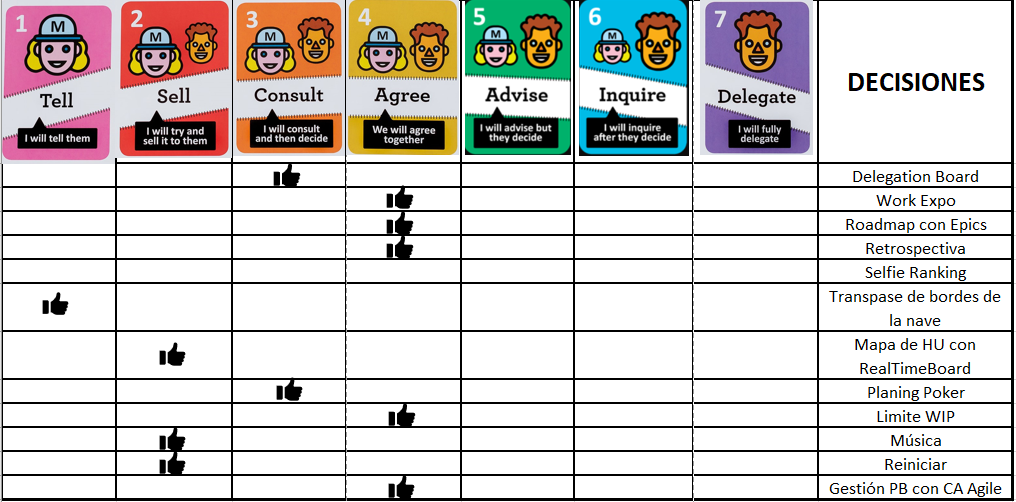 1
M
Tell
I will tell them
2
M
Sell
I will try and
sell it to them
3
M
Consult
I will consult
and then decide
4
M
Agree
We will agree
together
5
M
Advise
I will advise but
they decide
6
M
Inquire
I will inquire
after they decide
7
Delegate
I will fully
delegate
DECISIONES
Delegation Board
Work Expo
Roadmap con Epics
Retrospectiva
Selfie Ranking
Transpase de bordes de
la nave
Mapa de HU con
RealTimeBoard
Planing Poker
Limite WIP
Música
Reiniciar
Gestión PB con CA Agile